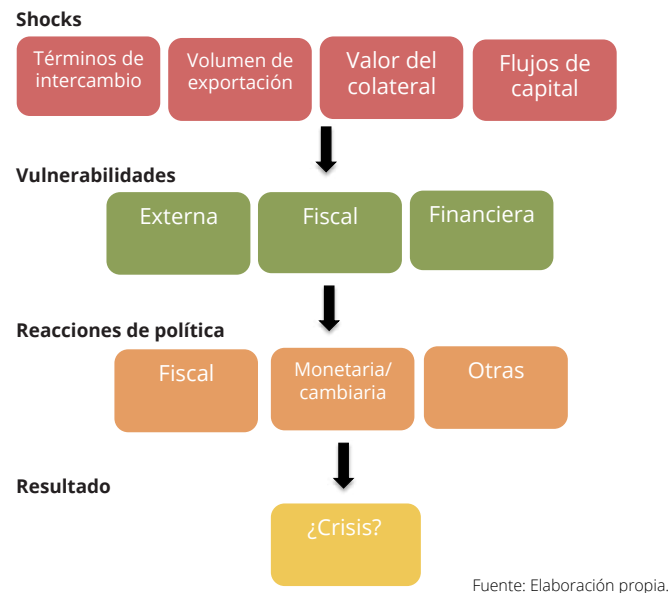 Shocks
Términos de
intercambio
Volumen de
exportación
Valor del
colateral
Flujos de
capital
Vulnerabilidades
Externa
Fiscal
Financiera
Reacciones de política
Fiscal
Monetaria/
cambiaria
Otras
Resultado
¿Crisis?
Fuente: Elaboración propia.